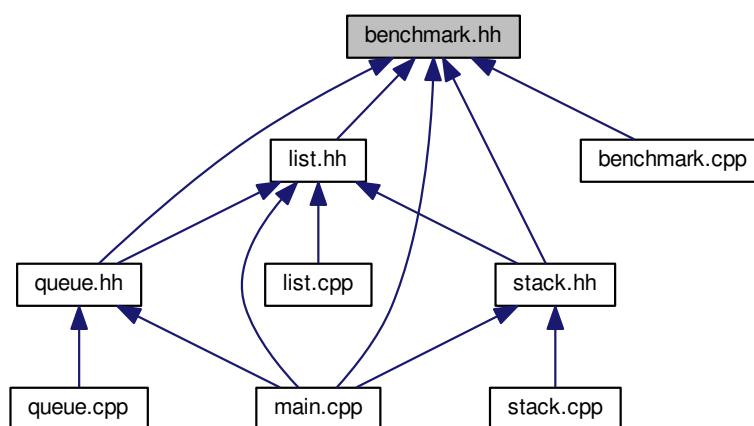 benchmark.hh
list.hh
benchmark.cpp
queue.hh
list.cpp
stack.hh
queue.cpp
main.cpp
stack.cpp